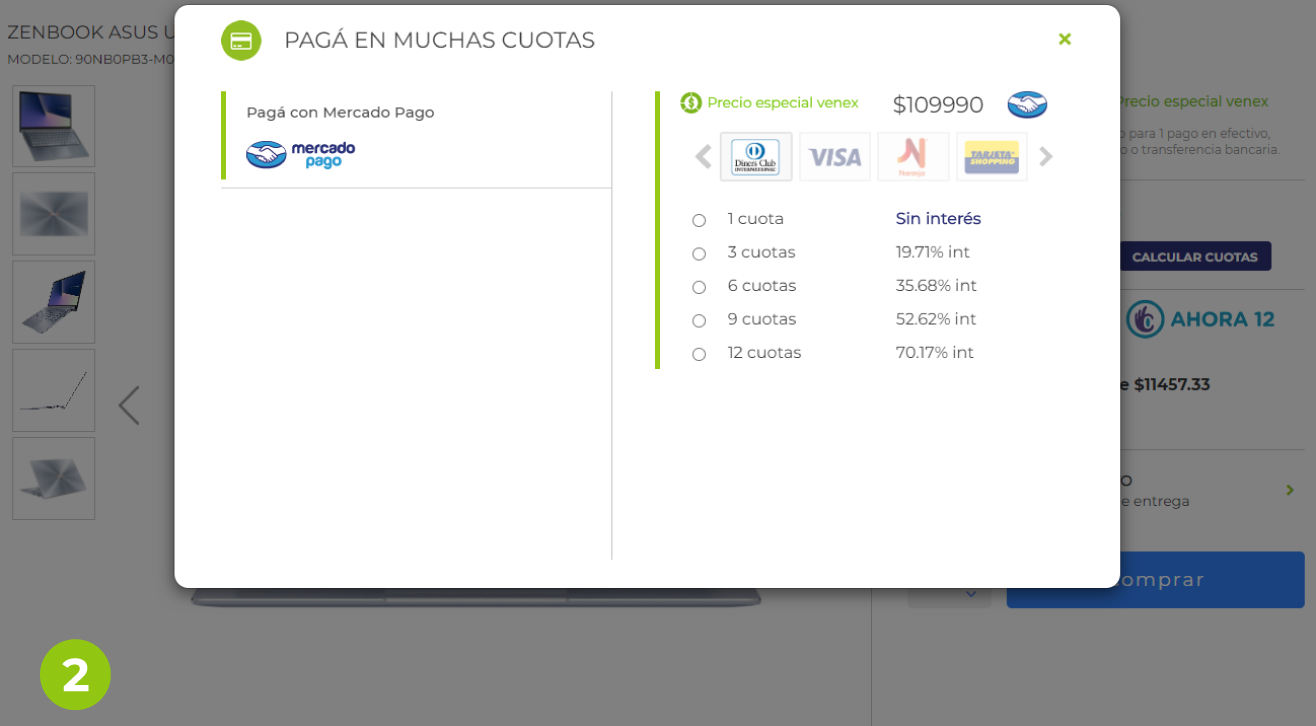 ZENBOOK ASUS U
MODELO: 90NB0PB3-M0
PAGÁ EN MUCHAS CUOTAS
×
Pagá con Mercado Pago
mercado
pago
Precio especial venex $109990
Diners Club
INTERNATIONAL
VISA
Naranja
TARJETA
SHOPPING
1 cuota Sin interés
3 cuotas 19.71% int
6 cuotas 35.68% int
9 cuotas 52.62% int
12 cuotas 70.17% int
Precio especial venex
para 1 pago en efectivo,
o transferencia bancaria.
CALCULAR CUOTAS
AHORA 12
e $11457.33
O
e entrega
omprar
2